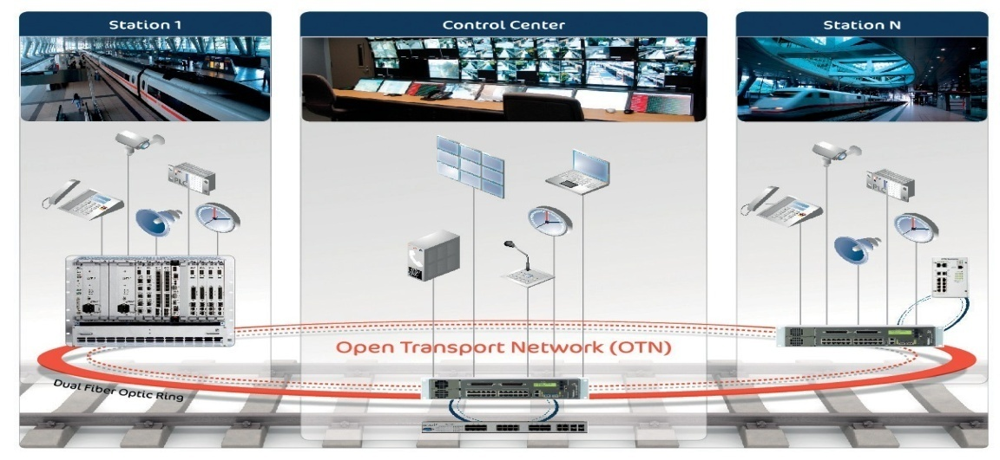 Station 1
Control Center
Station N
Open Transport Network (OTN)
Dual Fiber Optic Ring